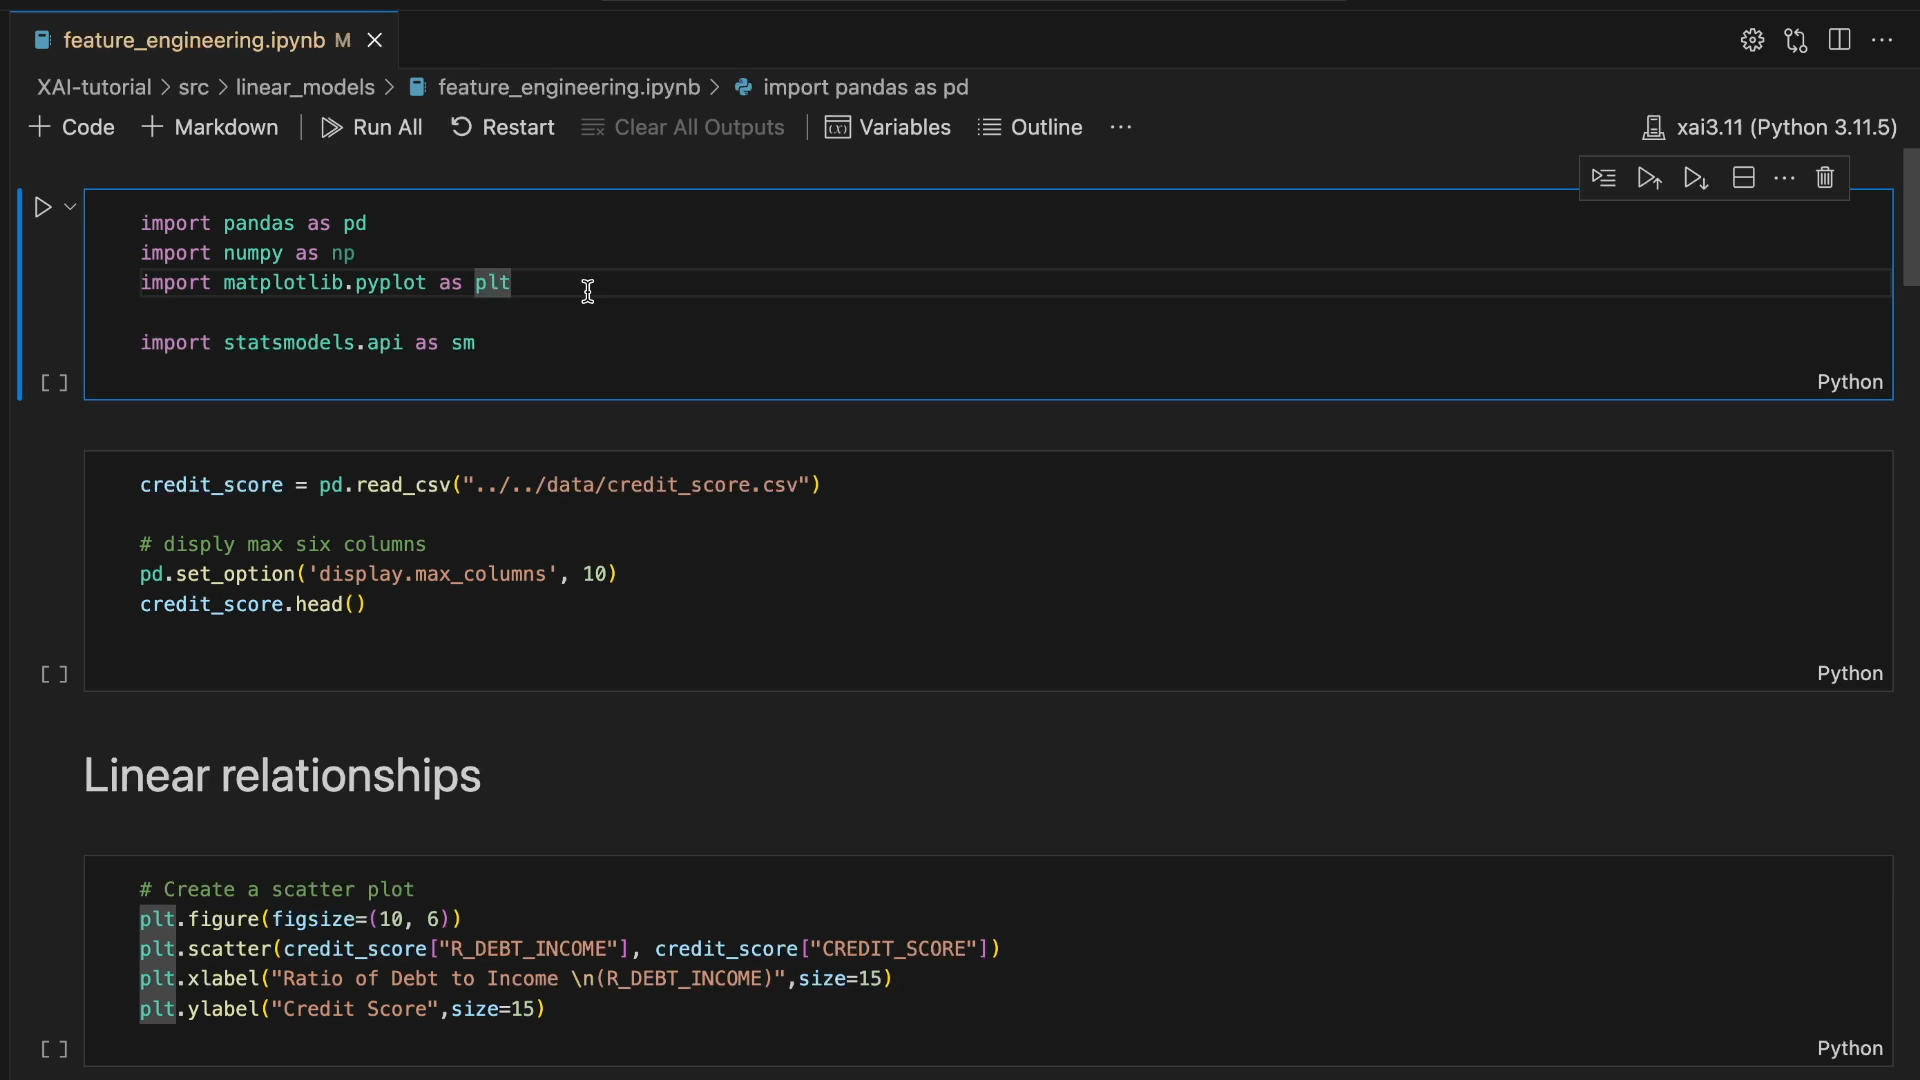 feature_engineering.ipynb M
XAI-tutorial > src > linear_models > feature_engineering.ipynb > import pandas as pd
Code Markdown Run All Restart Clear All Outputs Variables Outline ... xai3.11 (Python 3.11.5)
import pandas as pd
import numpy as np
import matplotlib.pyplot as plt
import statsmodels.api as sm
[ ] Python
credit_score = pd.read_csv("../../data/credit_score.csv")
# disply max six columns
pd.set_option('display.max_columns', 10)
credit_score.head()
[ ] Python
Linear relationships
# Create a scatter plot
plt.figure(figsize=(10, 6))
plt.scatter(credit_score["R_DEBT_INCOME"], credit_score["CREDIT_SCORE"])
plt.xlabel("Ratio of Debt to Income \n(R_DEBT_INCOME)",size=15)
plt.ylabel("Credit Score",size=15)
[ ] Python